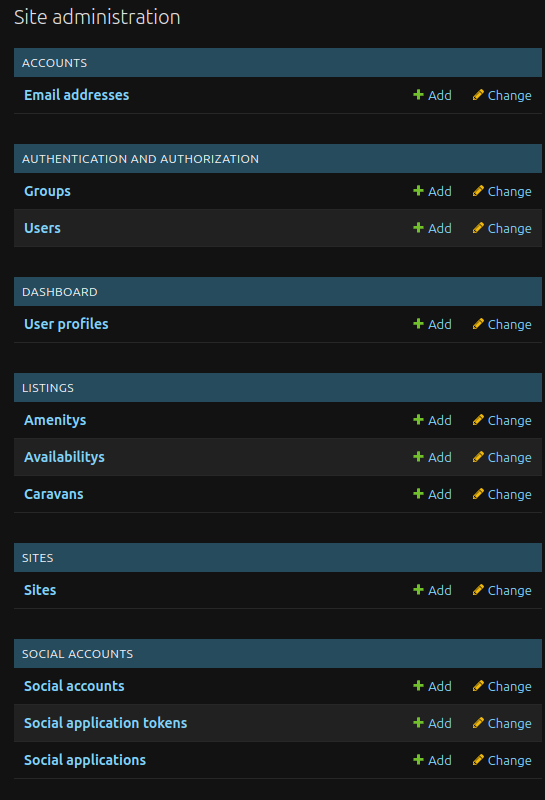 Site administration
ACCOUNTS
Email addresses Add Change
AUTHENTICATION AND AUTHORIZATION
Groups Add Change
Users Add Change
DASHBOARD
User profiles Add Change
LISTINGS
Amenitys Add Change
Availabilitys Add Change
Caravans Add Change
SITES
Sites Add Change
SOCIAL ACCOUNTS
Social accounts Add Change
Social application tokens Add Change
Social applications Add Change